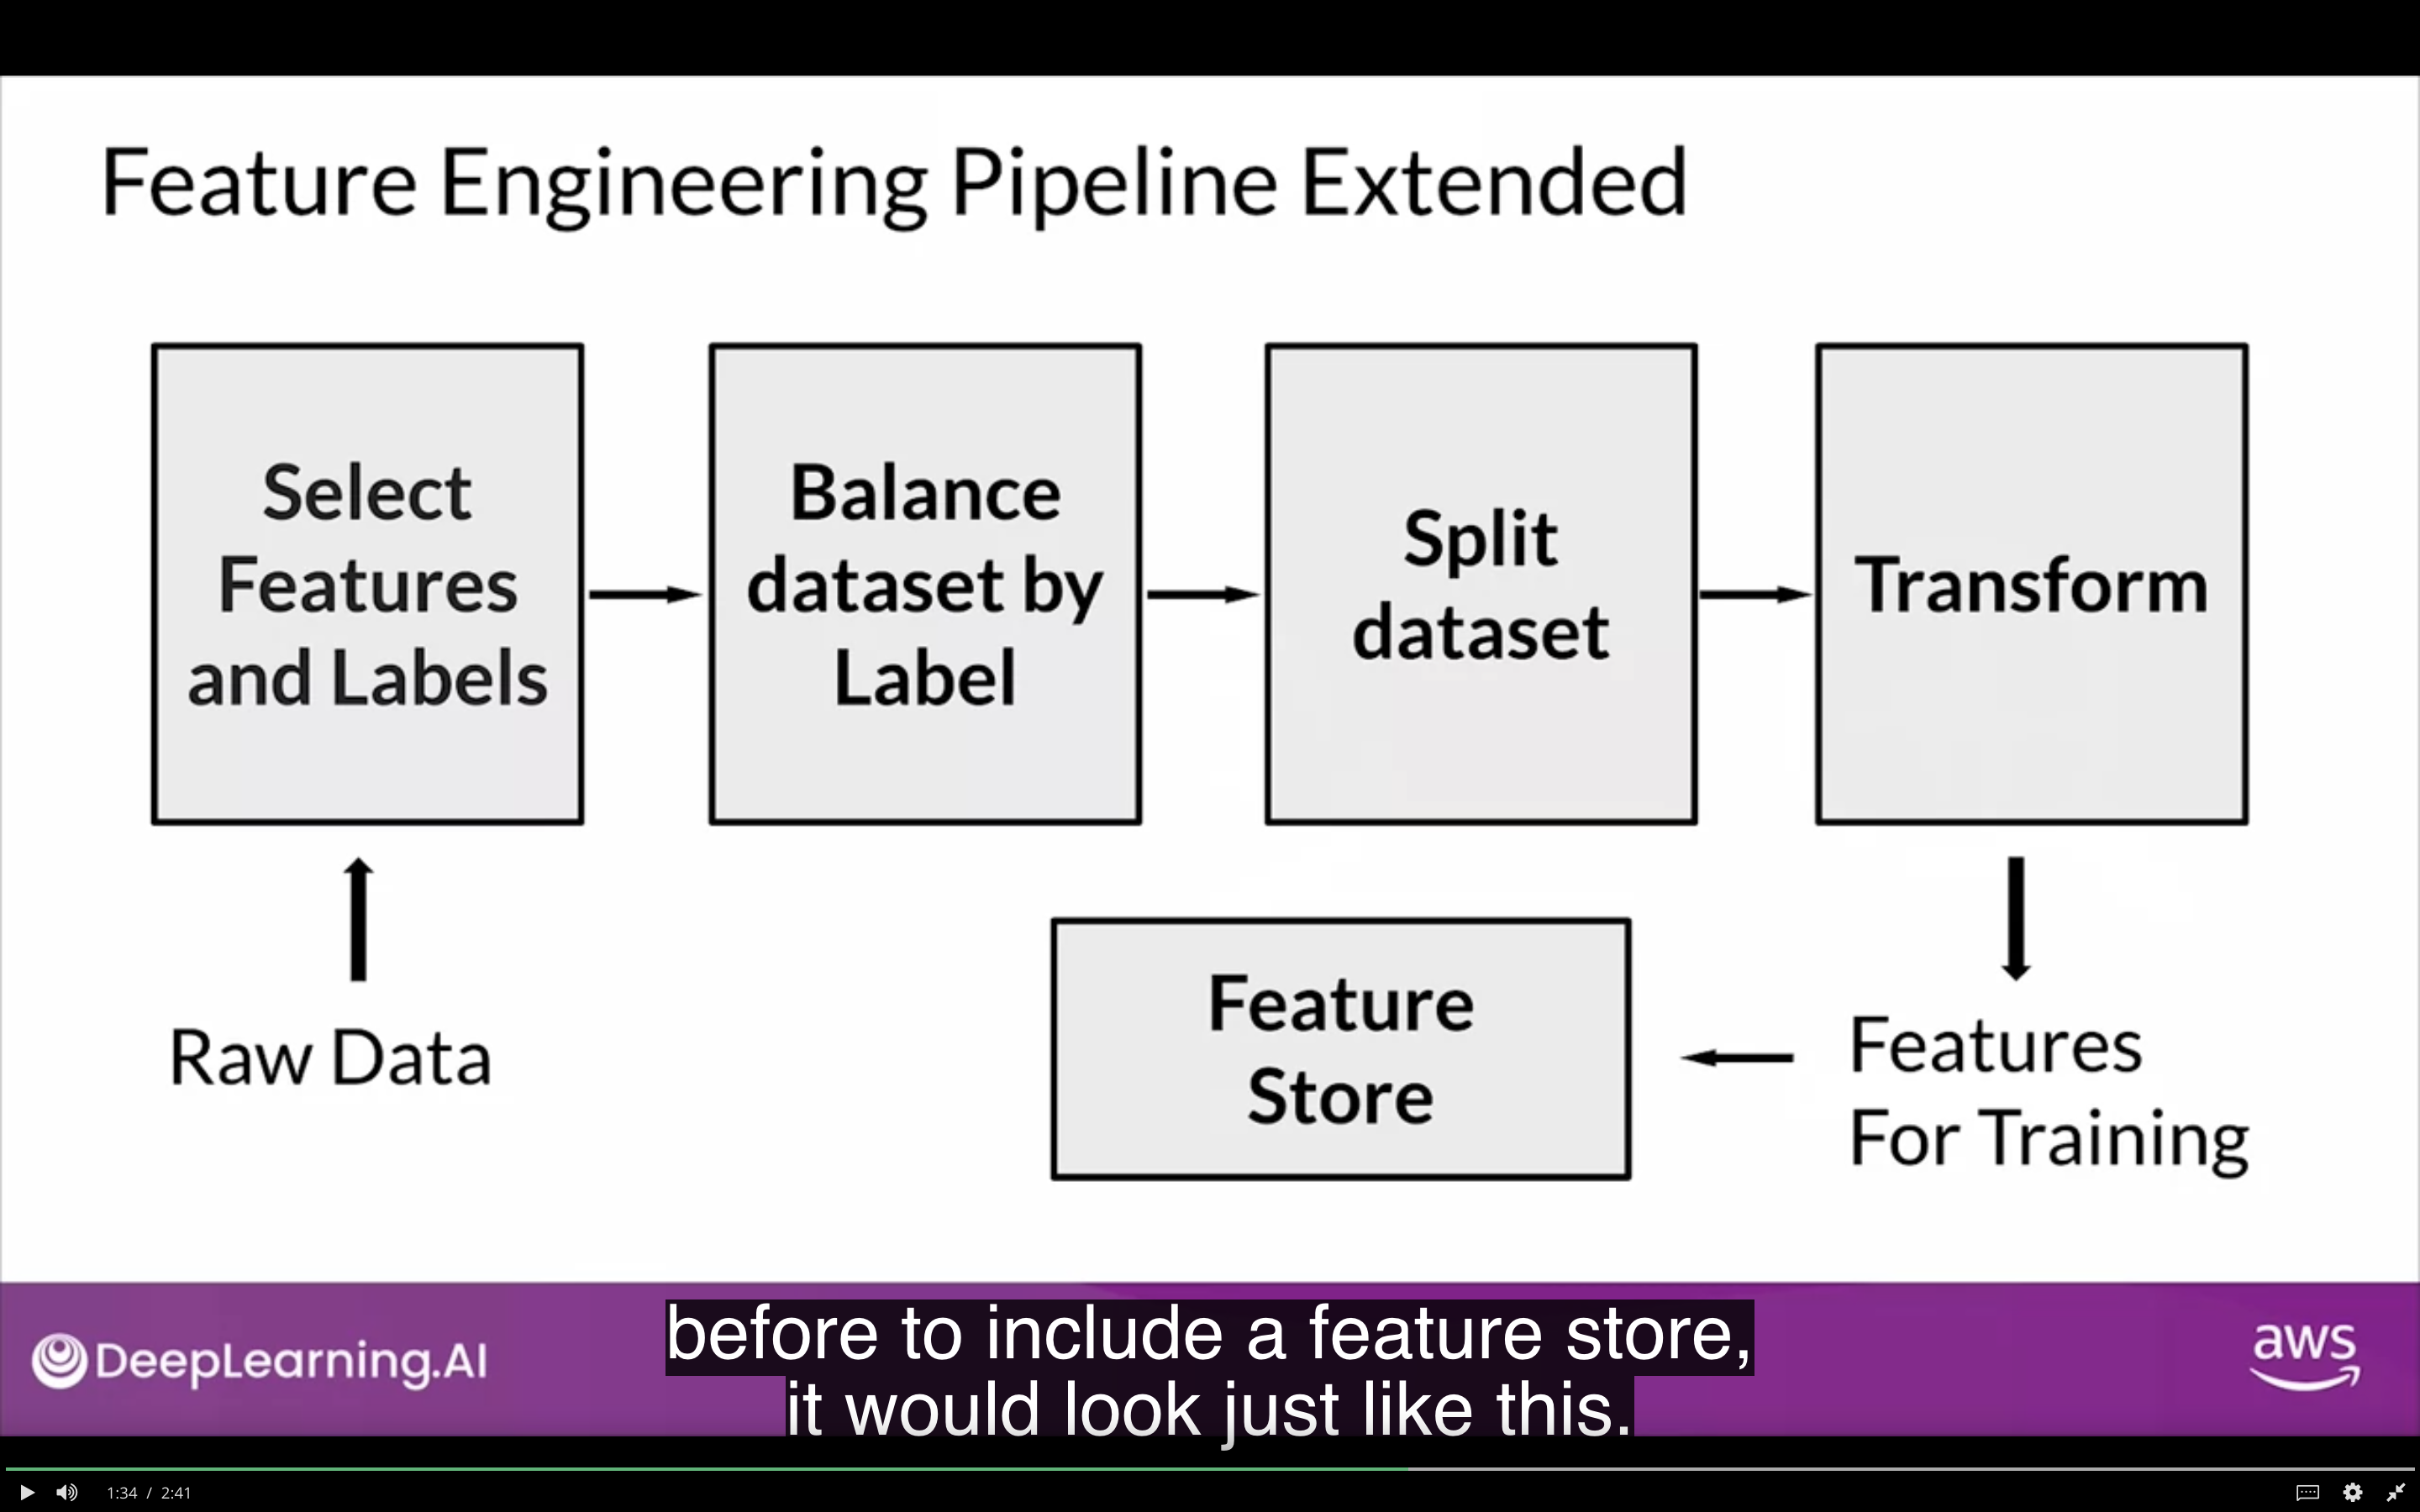 Feature Engineering Pipeline Extended
Select
Features
and Labels
Balance
dataset by
Label
Split
dataset
Transform
Raw Data
Feature
Store
Features
For Training
DeepLearning.AI
before to include a feature store,
it would look just like this.
aws
1:34 / 2:41